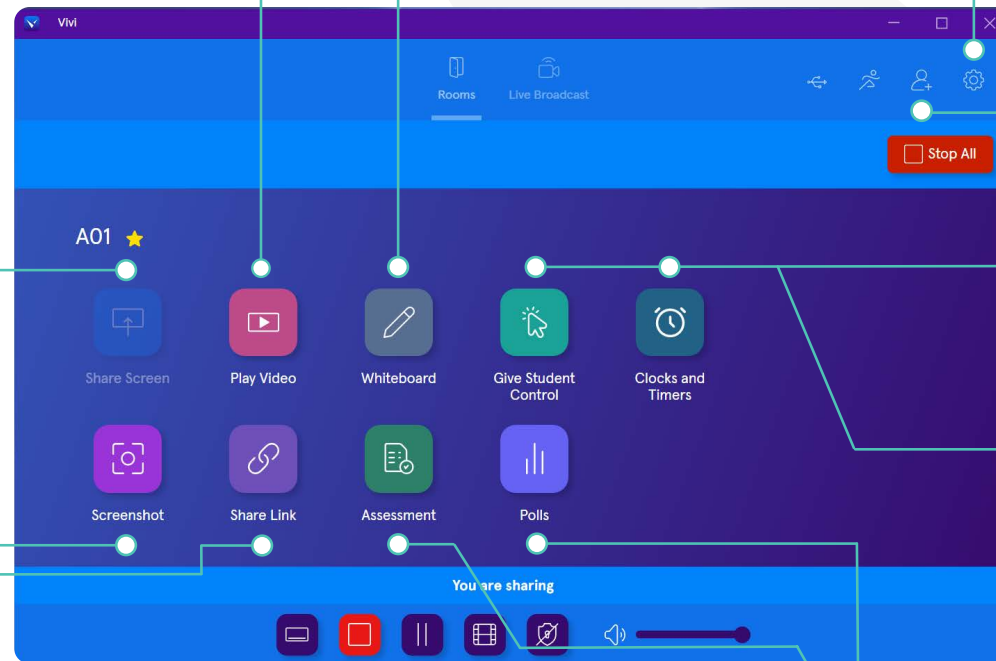 Vivi
Rooms
Live Broadcast
Stop All
A01
Share Screen
Play Video
Whiteboard
Give Student
Control
Clocks and
Timers
Screenshot
Share Link
Assessment
Polls
You are sharing